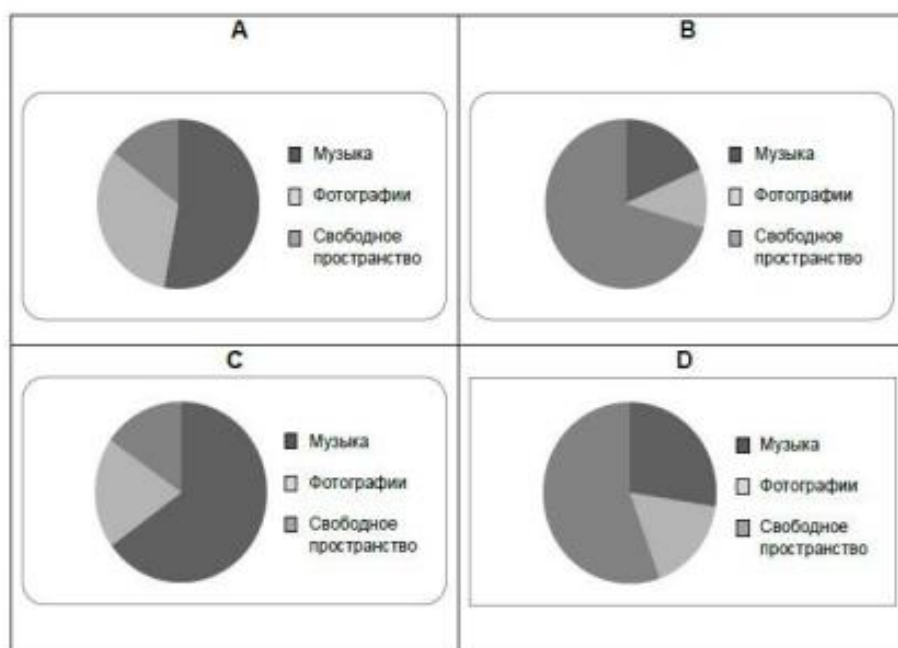 A
Музыка
Фотографии
Свободное
пространство
B
Музыка
Фотографии
Свободное
пространство
C
Музыка
Фотографии
Свободное
пространство
D
Музыка
Фотографии
Свободное
пространство